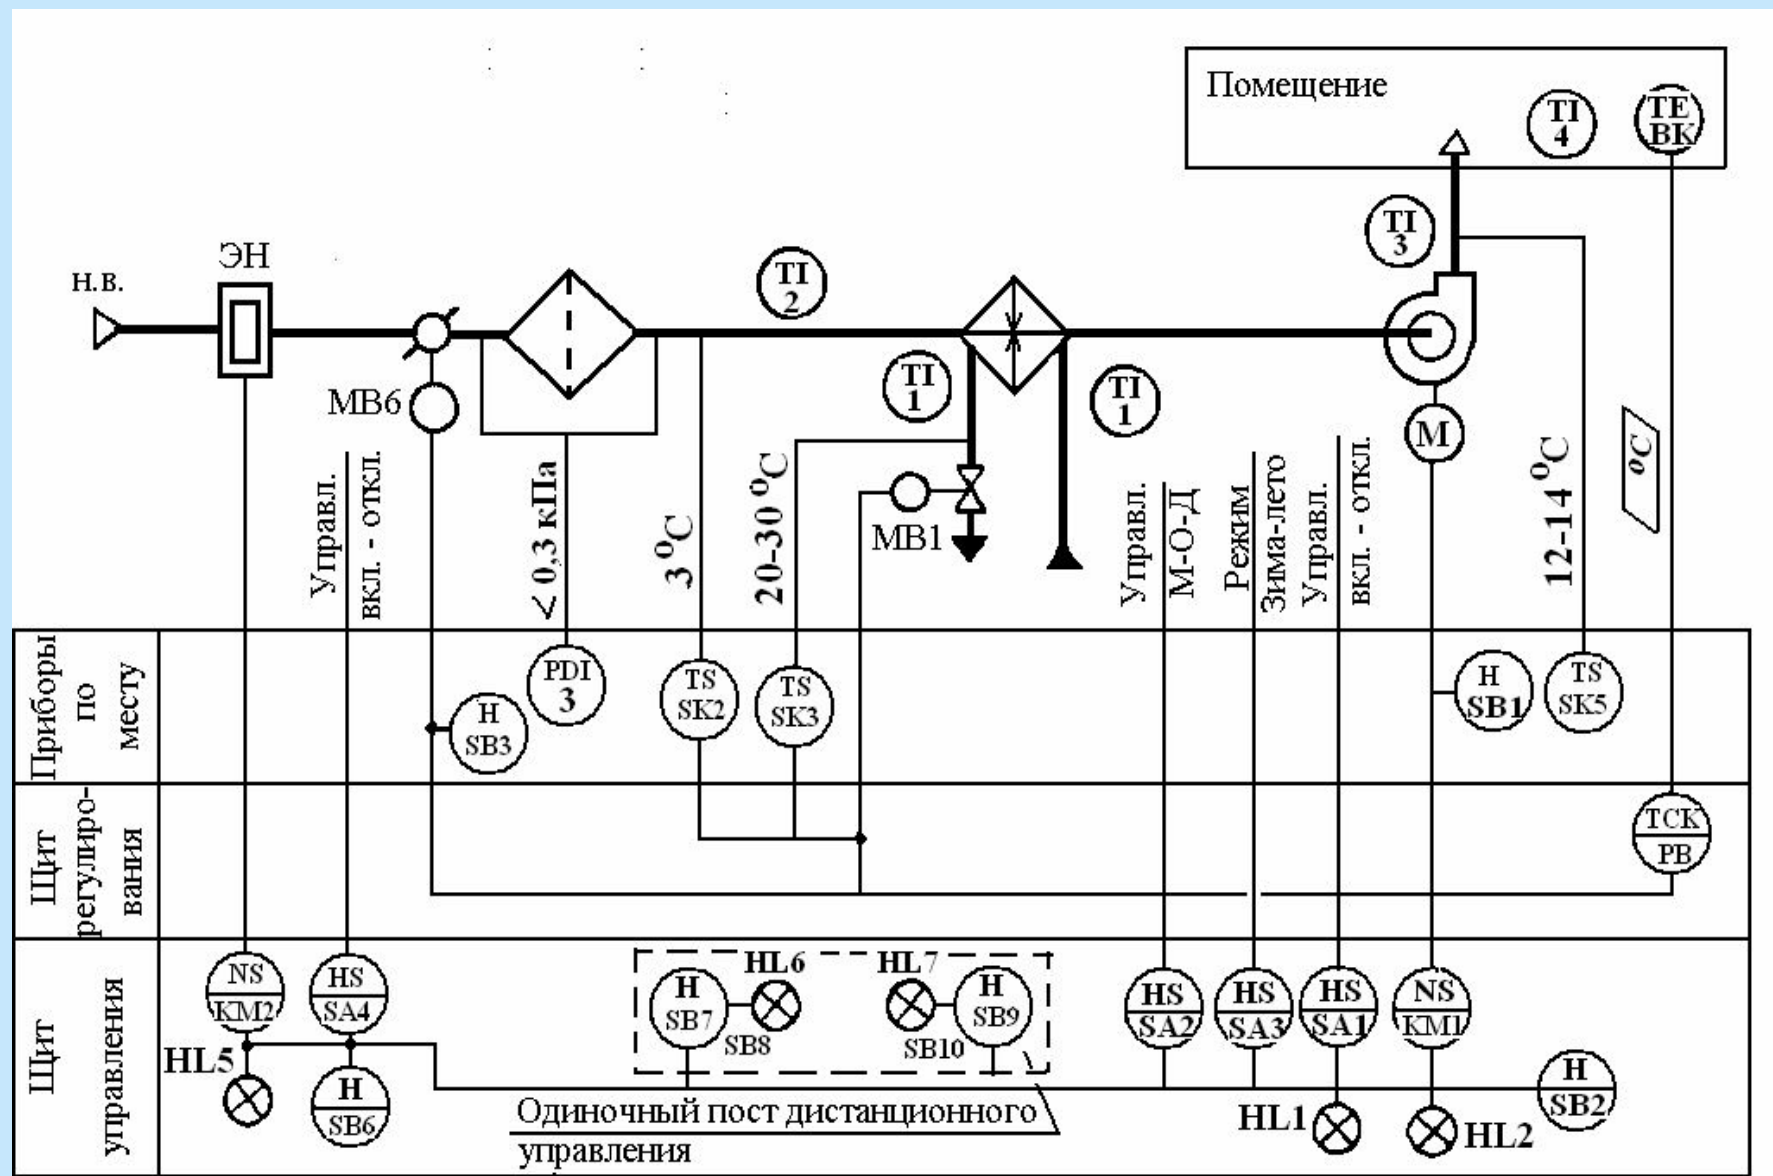 Помещение
TI
4
TE
BK
TI
3
ЭН
н.в.
TI
2
TI
1
TI
1
МВ6
М
МВ1
Управл.
вкл. - откл.
< 0,3 кПа
3 °C
20-30 °C
Управл.
М-О-Д
Режим
Зима-лето
Управл.
вкл. - откл.
12-14 °C
°C
Приборы
по
месту
H
SB3
PDI
3
TS
SK2
TS
SK3
H
SB1
TS
SK5
Щит
регулиро-
вания
ТСК
РВ
Щит
управления
NS
KM2
HS
SA4
HL5
H
SB6
HL6
HL7
H
SB7
SB8
H
SB9
SB10
HS
SA2
HS
SA3
HS
SA1
NS
KM1
H
SB2
HL1
HL2
Одиночный пост дистанционного
управления